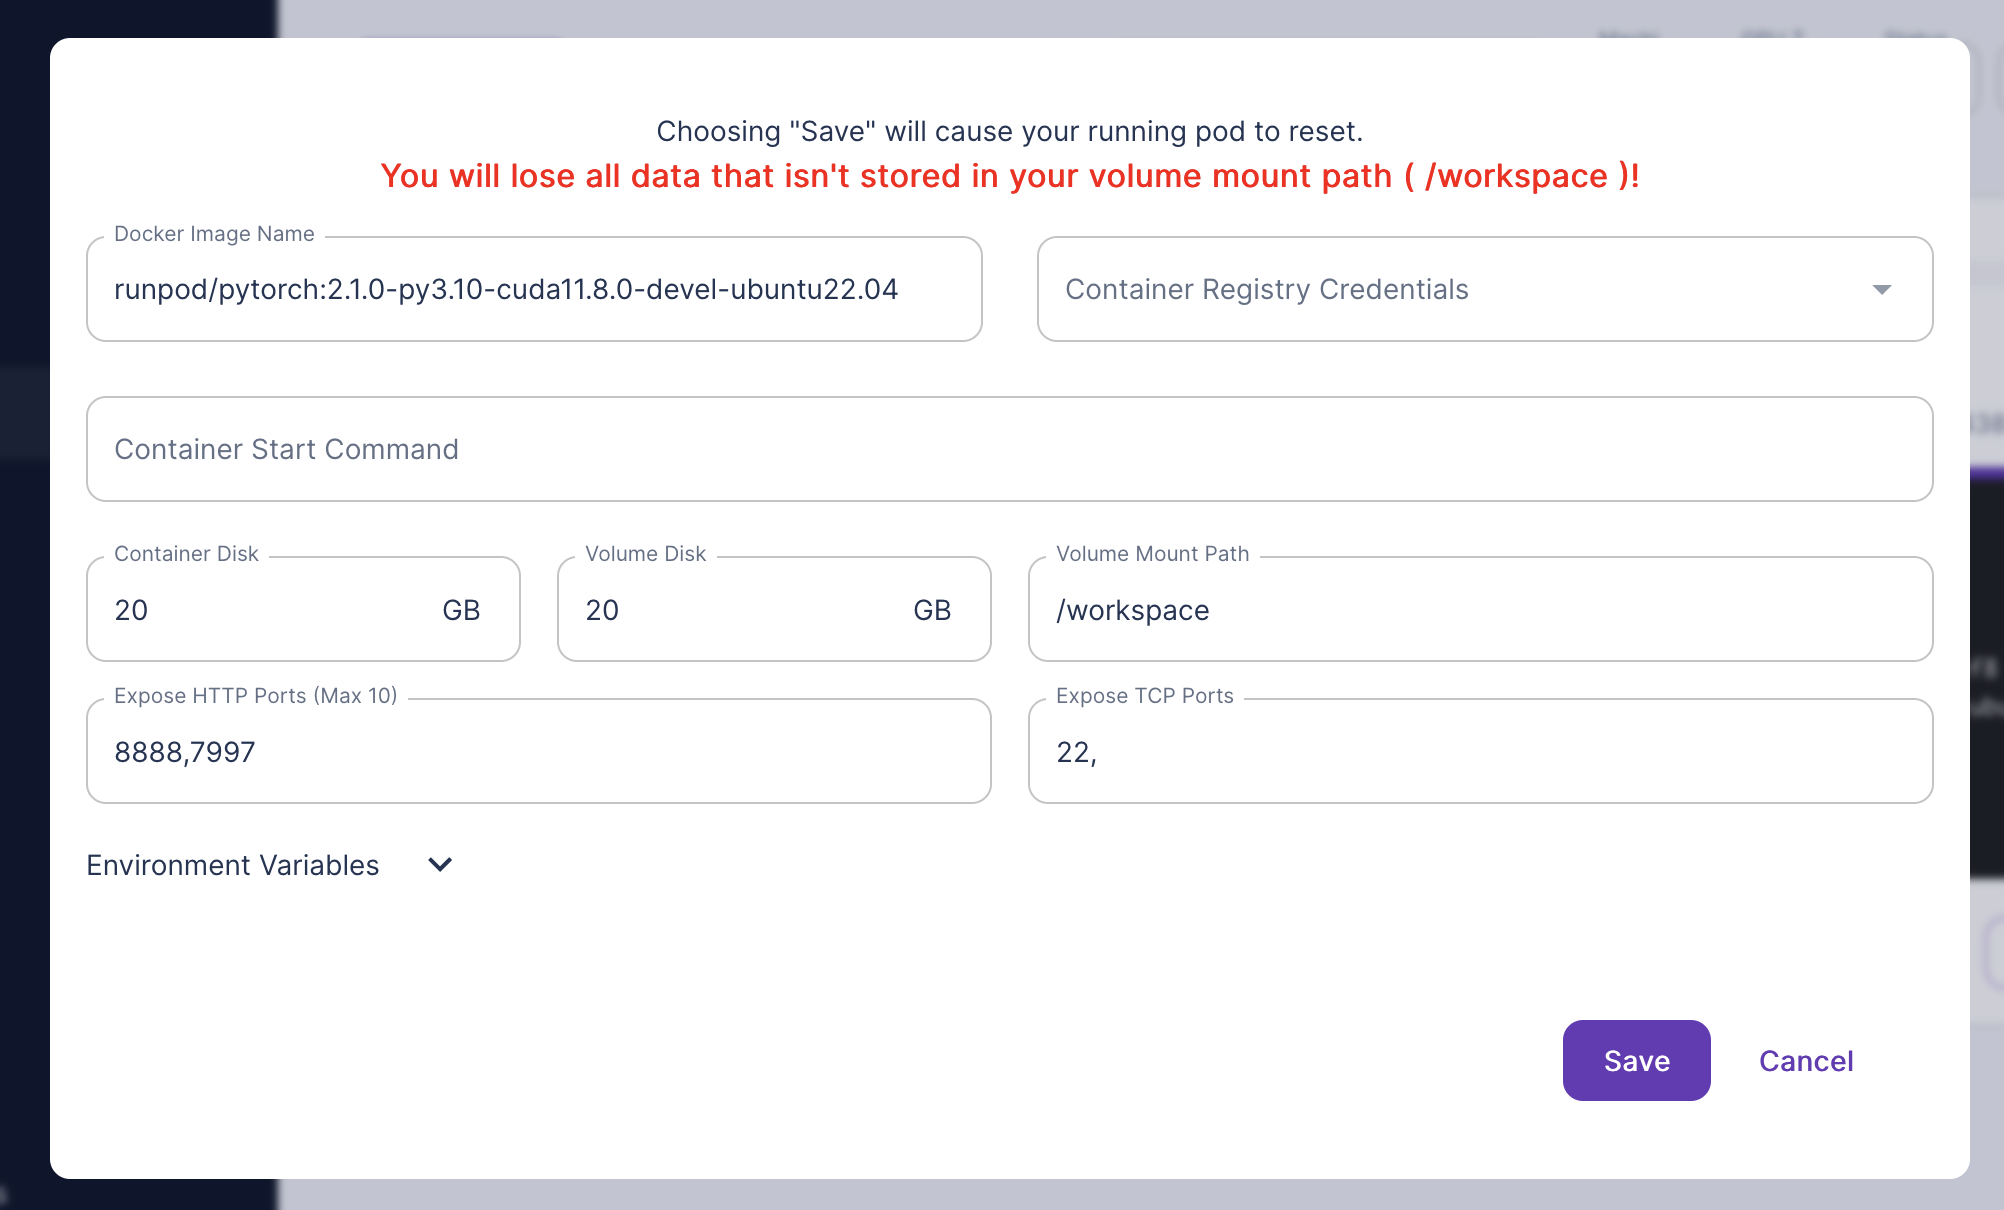 Choosing "Save" will cause your running pod to reset.
You will lose all data that isn't stored in your volume mount path ( /workspace )!
Docker Image Name
runpod/pytorch:2.1.0-py3.10-cuda11.8.0-devel-ubuntu22.04
Container Registry Credentials
Container Start Command
Container Disk
20 GB
Volume Disk
20 GB
Volume Mount Path
/workspace
Expose HTTP Ports (Max 10)
8888,7997
Expose TCP Ports
22,
Environment Variables
Save
Cancel